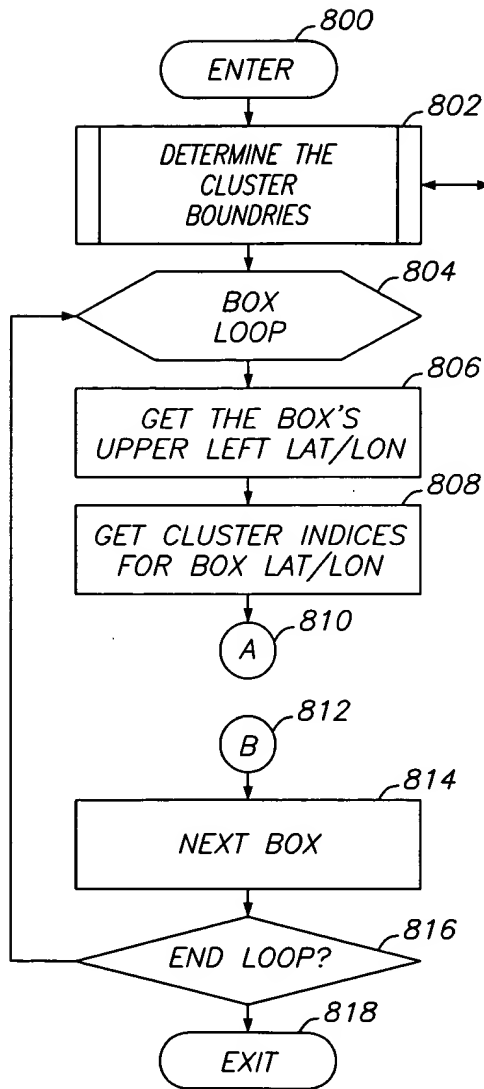 800
ENTER
802
DETERMINE THE
CLUSTER
BOUNDRIES
804
BOX
LOOP
806
GET THE BOX'S
UPPER LEFT LAT/LON
808
GET CLUSTER INDICES
FOR BOX LAT/LON
810
A
812
B
814
NEXT BOX
816
END LOOP?
818
EXIT